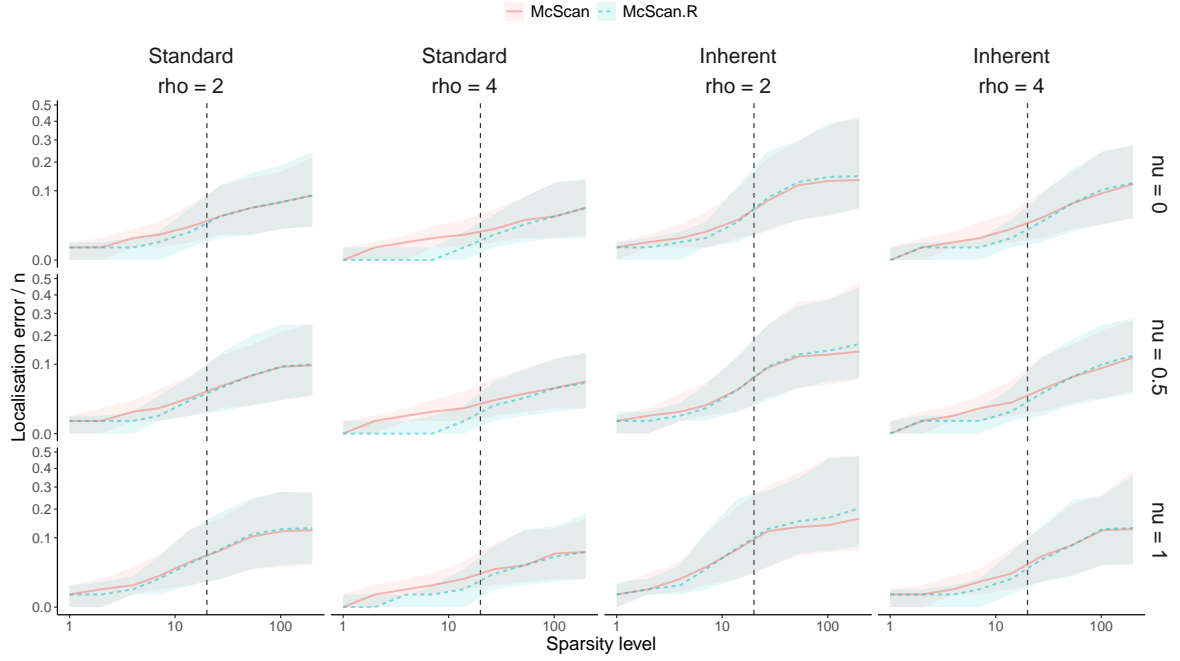 McScan McScan.R
Standard Standard Inherent Inherent
rho = 2 rho = 4 rho = 2 rho = 4
0.5
0.4
0.3
0.2
0.1
0.0
nu = 0
0.5
0.4
0.3
0.2
0.1
0.0
nu = 0.5
0.5
0.4
0.3
0.2
0.1
0.0
nu = 1
Localisation error / n
1 10 100 1 10 100 1 10 100 1 10 100
Sparsity level